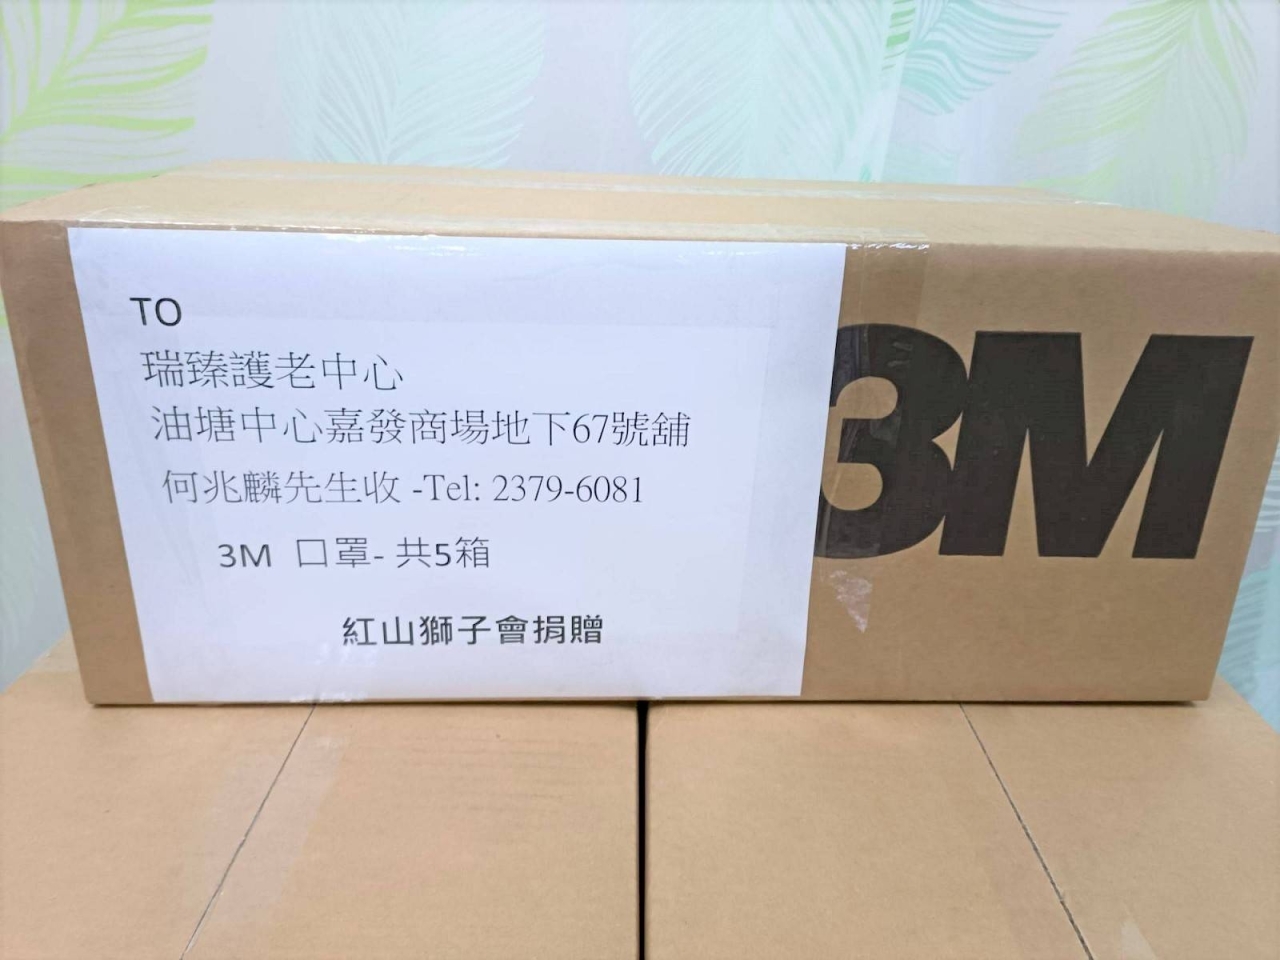 TO
瑞臻護老中心
油塘中心嘉發商場地下67號舖
何兆麟先生收 -Tel: 2379-6081
3M 口罩- 共5箱
紅山獅子會捐贈
3M